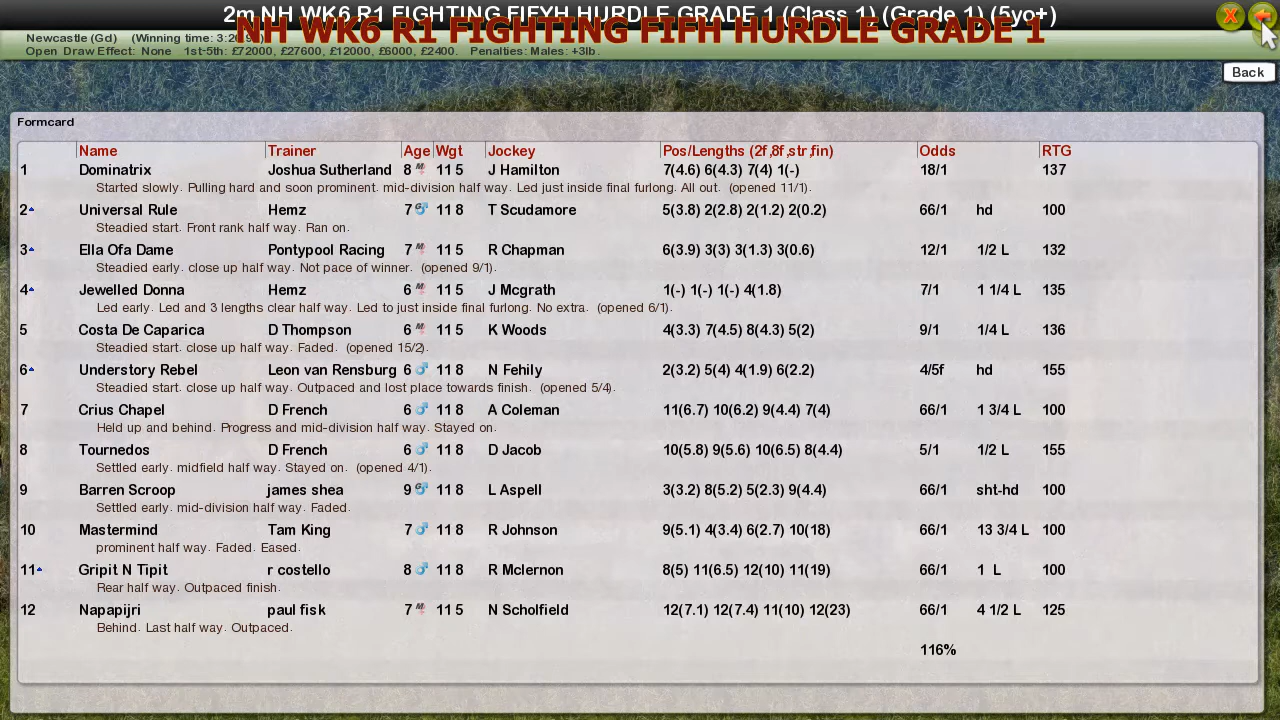 2m NH WK6 R1 FIGHTING FIFYH HURDLE GRADE 1 (Class 1) (Grade 1) (5yo+)
NH WK6 R1 FIGHTING FIFH HURDLE GRADE 1
Newcastle (Gd) (Winning time: 3:2
Open Draw Effect: None 1st-5th: £72000, £27600, £12000, £6000, £2400. Penalties: Males: +3lb.
X
Back
Formcard
Name Trainer Age Wgt Jockey Pos/Lengths (2f,8f,str,fin) Odds RTG
1 Dominatrix Joshua Sutherland 8 M 11 5 J Hamilton 7(4.6) 6(4.3) 7(4) 1(-) 18/1 137
Started slowly. Pulling hard and soon prominent. mid-division half way. Led just inside final furlong. All out. (opened 11/1).
2 Universal Rule Hemz 7 G 11 8 T Scudamore 5(3.8) 2(2.8) 2(1.2) 2(0.2) 66/1 hd 100
Steadied start. Front rank half way. Ran on.
3 Ella Ofa Dame Pontypool Racing 7 M 11 5 R Chapman 6(3.9) 3(3) 3(1.3) 3(0.6) 12/1 1/2 L 132
Steadied early. close up half way. Not pace of winner. (opened 9/1).
4 Jewelled Donna Hemz 6 M 11 5 J Mcgrath 1(-) 1(-) 1(-) 4(1.8) 7/1 1 1/4 L 135
Led early. Led and 3 lengths clear half way. Led to just inside final furlong. No extra. (opened 6/1).
5 Costa De Caparica D Thompson 6 M 11 5 K Woods 4(3.3) 7(4.5) 8(4.3) 5(2) 9/1 1/4 L 136
Steadied start. close up half way. Faded. (opened 15/2).
6 Understory Rebel Leon van Rensburg 6 11 8 N Fehily 2(3.2) 5(4) 4(1.9) 6(2.2) 4/5f hd 155
Steadied start. close up half way. Outpaced and lost place towards finish. (opened 5/4).
7 Crius Chapel D French 6 11 8 A Coleman 11(6.7) 10(6.2) 9(4.4) 7(4) 66/1 1 3/4 L 100
Held up and behind. Progress and mid-division half way. Stayed on.
8 Tournedos D French 6 11 8 D Jacob 10(5.8) 9(5.6) 10(6.5) 8(4.4) 5/1 1/2 L 155
Settled early. midfield half way. Stayed on. (opened 4/1).
9 Barren Scroop james shea 9 G 11 8 L Aspell 3(3.2) 8(5.2) 5(2.3) 9(4.4) 66/1 sht-hd 100
Settled early. mid-division half way. Faded.
10 Mastermind Tam King 7 11 8 R Johnson 9(5.1) 4(3.4) 6(2.7) 10(18) 66/1 13 3/4 L 100
prominent half way. Faded. Eased.
11 Gripit N Tipit r costello 8 11 8 R Mclernon 8(5) 11(6.5) 12(10) 11(19) 66/1 1 L 100
Rear half way. Outpaced finish.
12 Napapijri paul fisk 7 M 11 5 N Scholfield 12(7.1) 12(7.4) 11(10) 12(23) 66/1 4 1/2 L 125
Behind. Last half way. Outpaced.
116%